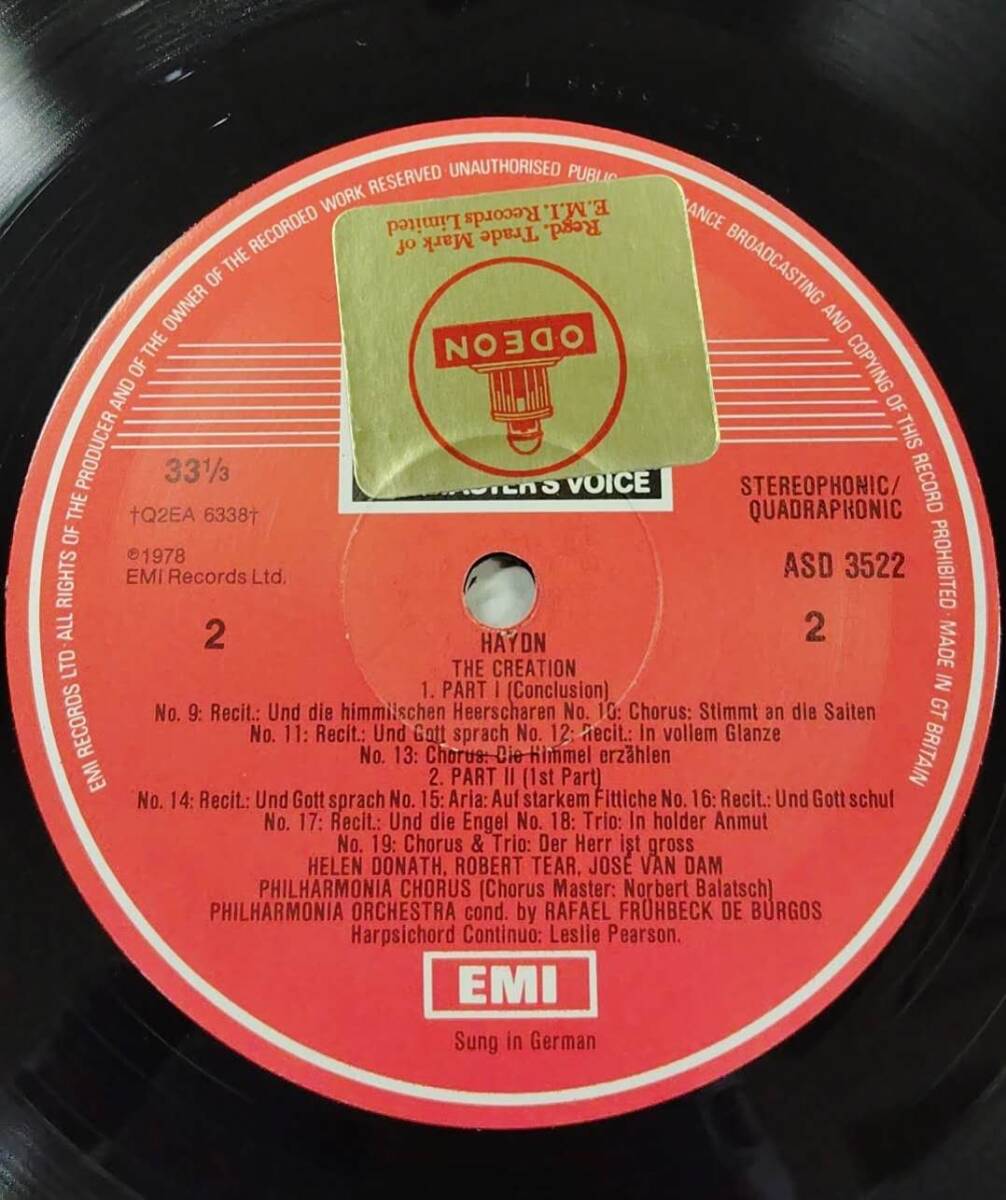 EMI RECORDS LTD · ALL RIGHTS OF THE PRODUCER AND OF THE OWNER OF THE RECORDED WORK RESERVED · UNAUTHORISED PUBLIC
BROADCASTING AND COPYING OF THIS RECORD PROHIBITED · MADE IN GT BRITAIN
Regd. Trade Mark of
E.M.I. Records Limited
ODEON
VOICE
33⅓
STEREOPHONIC/
QUADRAPHONIC
†Q2EA 6338†
℗1978
EMI Records Ltd.
ASD 3522
2
2
HAYDN
THE CREATION
1. PART I (Conclusion)
No. 9: Recit.: Und die himmlischen Heerscharen No. 10: Chorus: Stimmt an die Saiten
No. 11: Recit.: Und Gott sprach No. 12: Recit.: In vollem Glanze
No. 13: Chorus: Die Himmel erzählen
2. PART II (1st Part)
No. 14: Recit.: Und Gott sprach No. 15: Aria: Auf starkem Fittiche No. 16: Recit.: Und Gott schuf
No. 17: Recit.: Und die Engel No. 18: Trio: In holder Anmut
No. 19: Chorus & Trio: Der Herr ist gross
HELEN DONATH, ROBERT TEAR, JOSÉ VAN DAM
PHILHARMONIA CHORUS (Chorus Master: Norbert Balatsch)
PHILHARMONIA ORCHESTRA cond. by RAFAEL FRÜHBECK DE BURGOS
Harpsichord Continuo: Leslie Pearson.
EMI
Sung in German